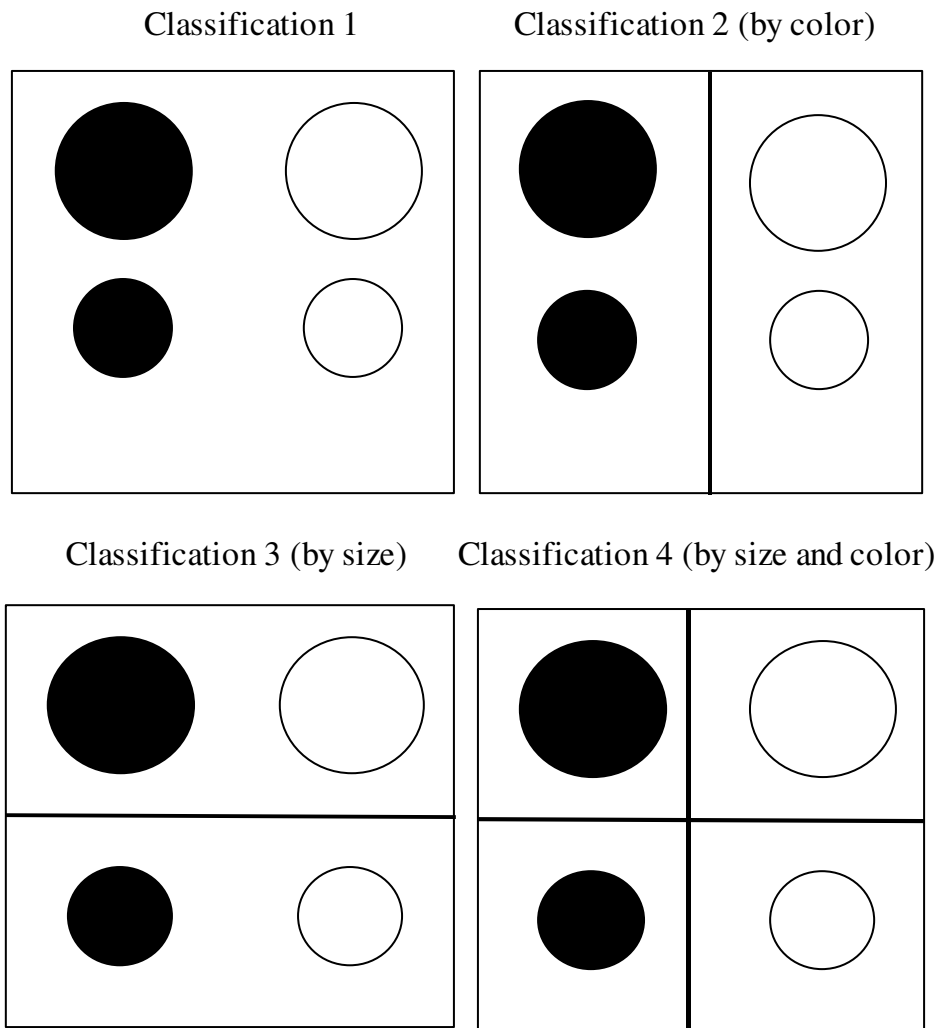 Classification 1
Classification 2 (by color)
Classification 3 (by size)
Classification 4 (by size and color)